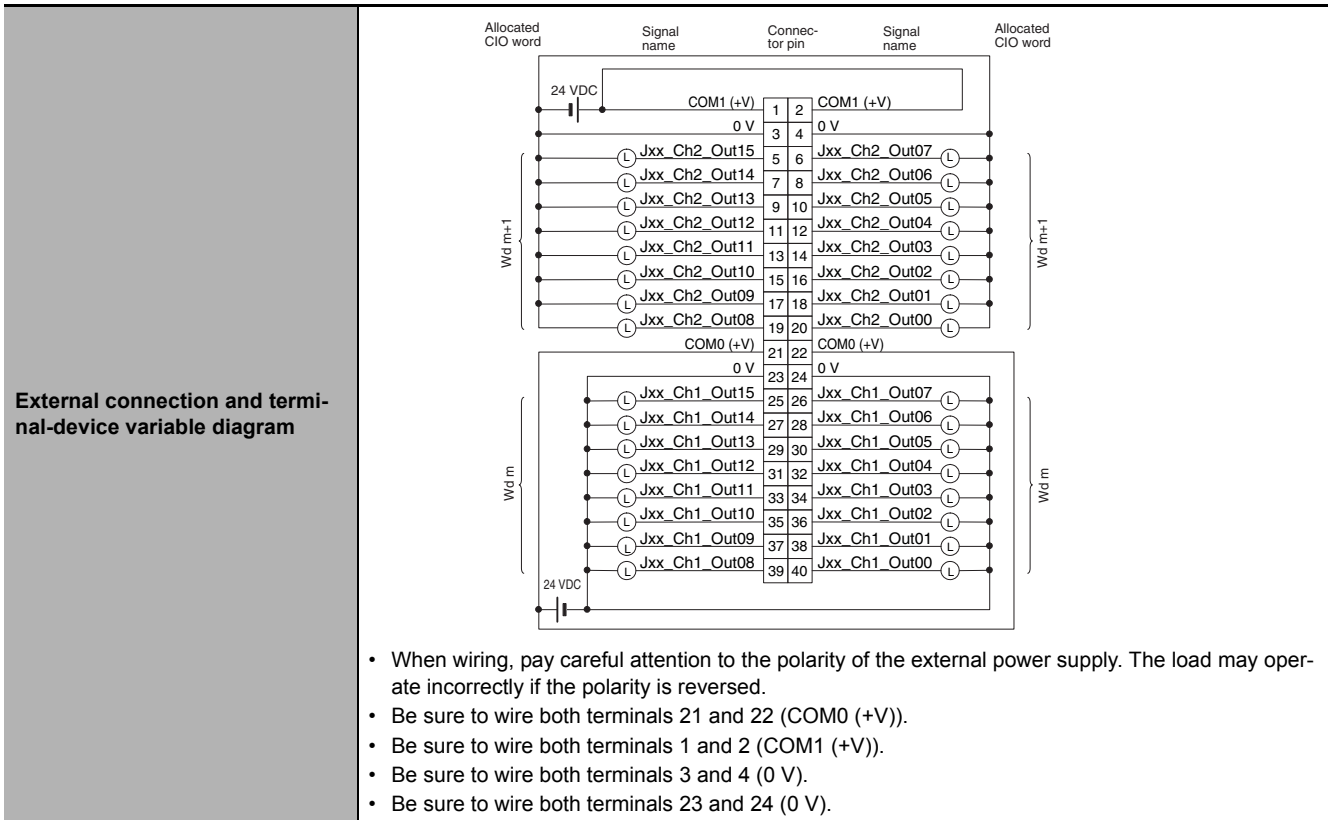 External connection and termi-
nal-device variable diagram
Allocated
CIO word
Signal
name
Connec-
tor pin
Signal
name
Allocated
CIO word
24 VDC
COM1 (+V) 1 2 COM1 (+V)
0 V 3 4 0 V
L Jxx_Ch2_Out15 5 6 Jxx_Ch2_Out07 L
L Jxx_Ch2_Out14 7 8 Jxx_Ch2_Out06 L
L Jxx_Ch2_Out13 9 10 Jxx_Ch2_Out05 L
L Jxx_Ch2_Out12 11 12 Jxx_Ch2_Out04 L
L Jxx_Ch2_Out11 13 14 Jxx_Ch2_Out03 L
L Jxx_Ch2_Out10 15 16 Jxx_Ch2_Out02 L
L Jxx_Ch2_Out09 17 18 Jxx_Ch2_Out01 L
L Jxx_Ch2_Out08 19 20 Jxx_Ch2_Out00 L
Wd m+1
Wd m+1
COM0 (+V) 21 22 COM0 (+V)
0 V 23 24 0 V
L Jxx_Ch1_Out15 25 26 Jxx_Ch1_Out07 L
L Jxx_Ch1_Out14 27 28 Jxx_Ch1_Out06 L
L Jxx_Ch1_Out13 29 30 Jxx_Ch1_Out05 L
L Jxx_Ch1_Out12 31 32 Jxx_Ch1_Out04 L
L Jxx_Ch1_Out11 33 34 Jxx_Ch1_Out03 L
L Jxx_Ch1_Out10 35 36 Jxx_Ch1_Out02 L
L Jxx_Ch1_Out09 37 38 Jxx_Ch1_Out01 L
L Jxx_Ch1_Out08 39 40 Jxx_Ch1_Out00 L
Wd m
Wd m
24 VDC
• When wiring, pay careful attention to the polarity of the external power supply. The load may oper-
ate incorrectly if the polarity is reversed.
• Be sure to wire both terminals 21 and 22 (COM0 (+V)).
• Be sure to wire both terminals 1 and 2 (COM1 (+V)).
• Be sure to wire both terminals 3 and 4 (0 V).
• Be sure to wire both terminals 23 and 24 (0 V).